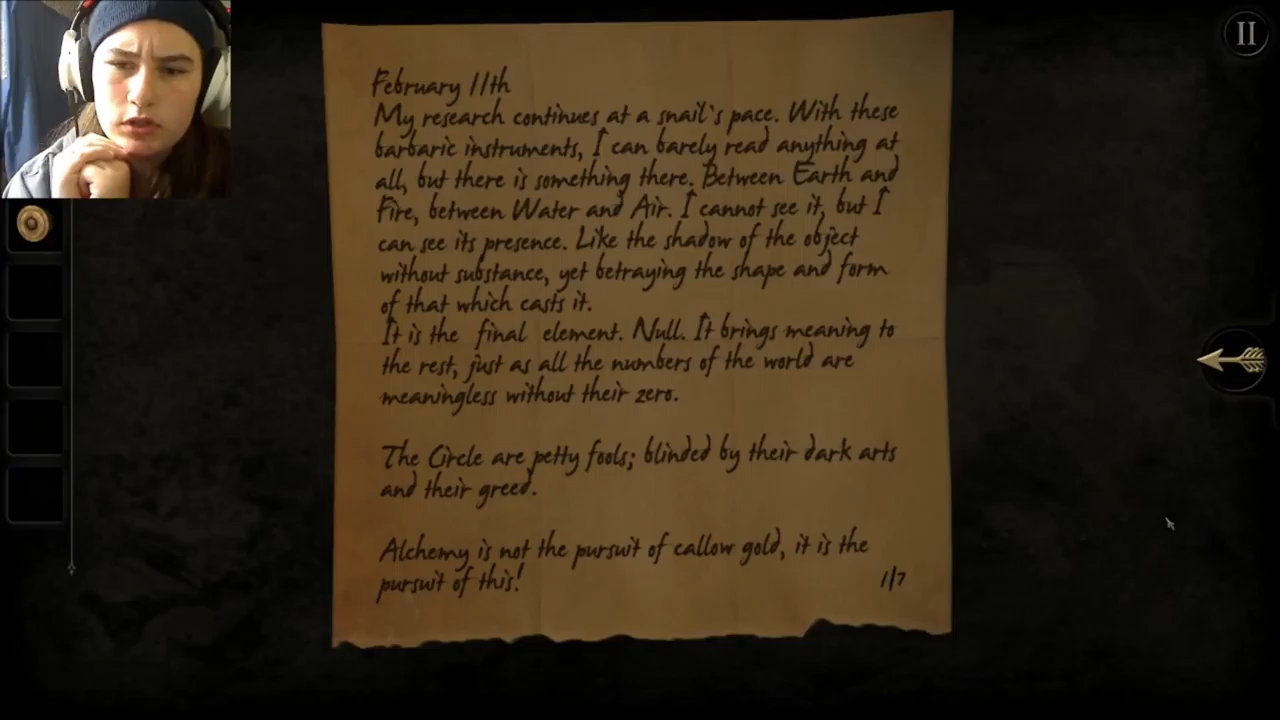 February 11th
My research continues at a snail's pace. With these
barbaric instruments, I can barely read anything at
all, but there is something there. Between Earth and
Fire, between Water and Air. I cannot see it, but I
can see its presence. Like the shadow of the object
without substance, yet betraying the shape and form
of that which casts it.
It is the final element. Null. It brings meaning to
the rest, just as all the numbers of the world are
meaningless without their zero.
The Circle are petty fools; blinded by their dark arts
and their greed.
Alchemy is not the pursuit of callow gold, it is the
pursuit of this!
1/7